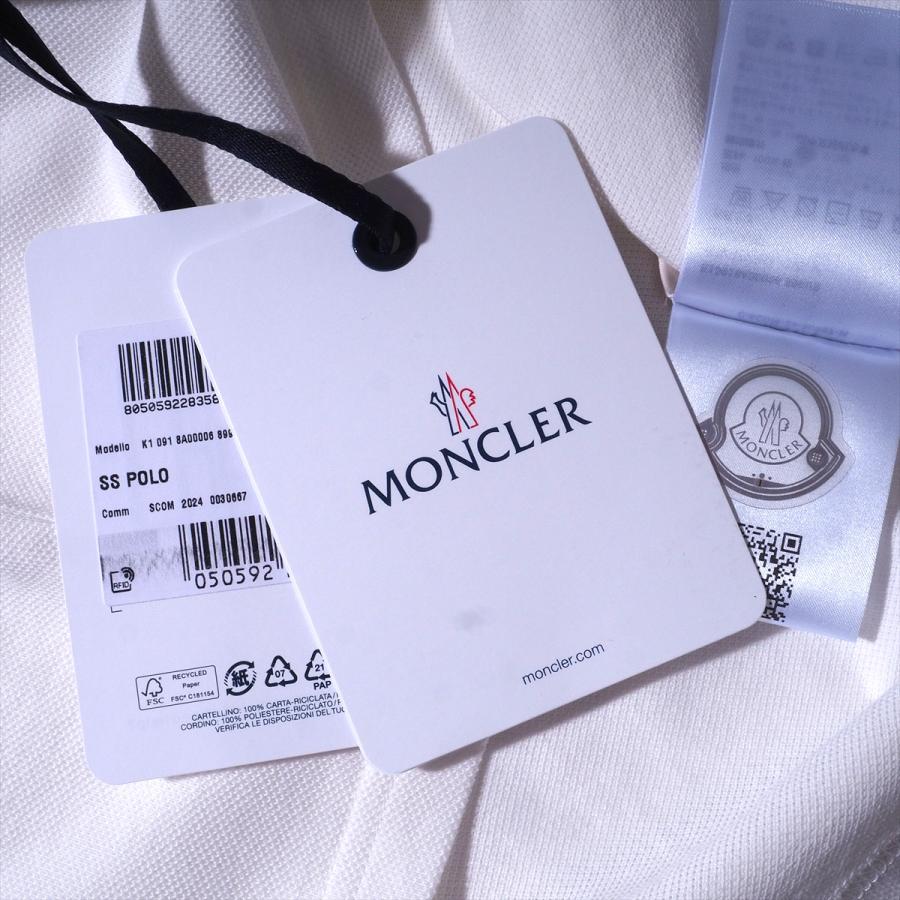 805059228358
Modello K1 091 8A00006 899
SS POLO
Comm SCOM 2024 0030667
050592
RFID
RECYCLED
Paper
FSC
FSC® C181154
紙
07
21
PAP
CARTELLINO: 100% CARTA-RICICLATA/
CORDINO: 100% POLIESTERE-RICICLATO/
VERIFICA LE DISPOSIZIONI DEL TUO
MONCLER
moncler.com
MONCLER